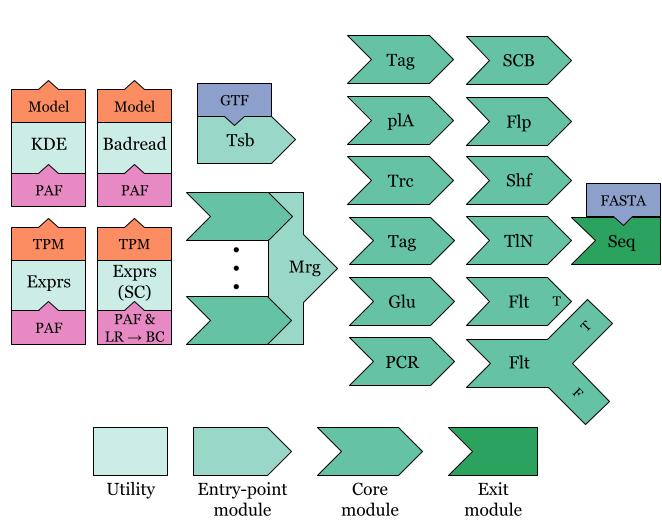 Tag
SCB
Model
Model
GTF
KDE
Badread
Tsb
plA
Flp
PAF
PAF
Trc
Shf
FASTA
TPM
TPM
Mrg
Tag
TlN
Seq
Exprs
Exprs
(SC)
Glu
Flt
T
PAF
PAF &
LR → BC
PCR
Flt
T
F
Utility
Entry-point
module
Core
module
Exit
module